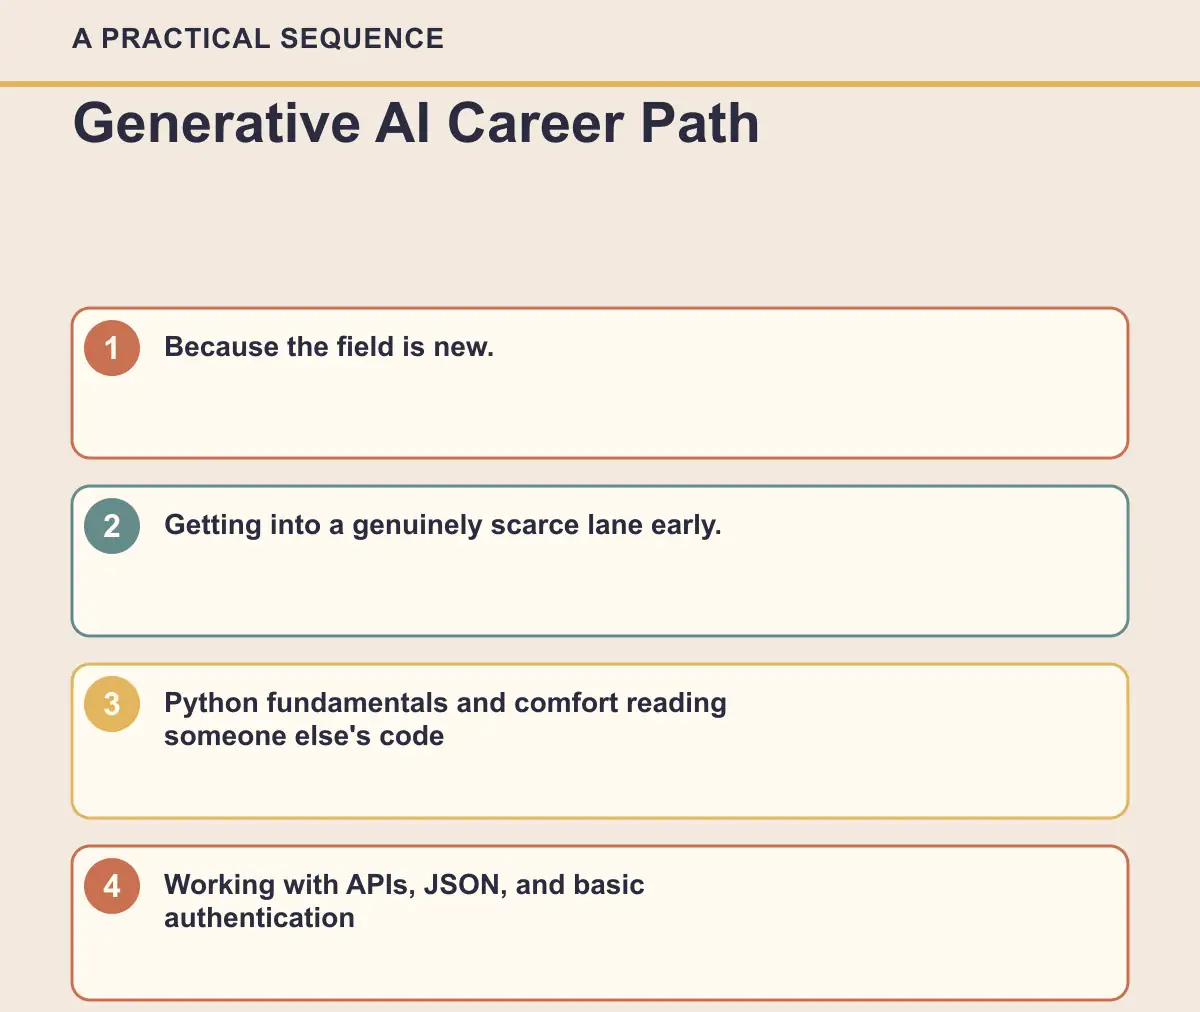 A PRACTICAL SEQUENCE
Generative AI Career Path
1
Because the field is new.
2
Getting into a genuinely scarce lane early.
3
Python fundamentals and comfort reading
someone else's code
4
Working with APIs, JSON, and basic
authentication